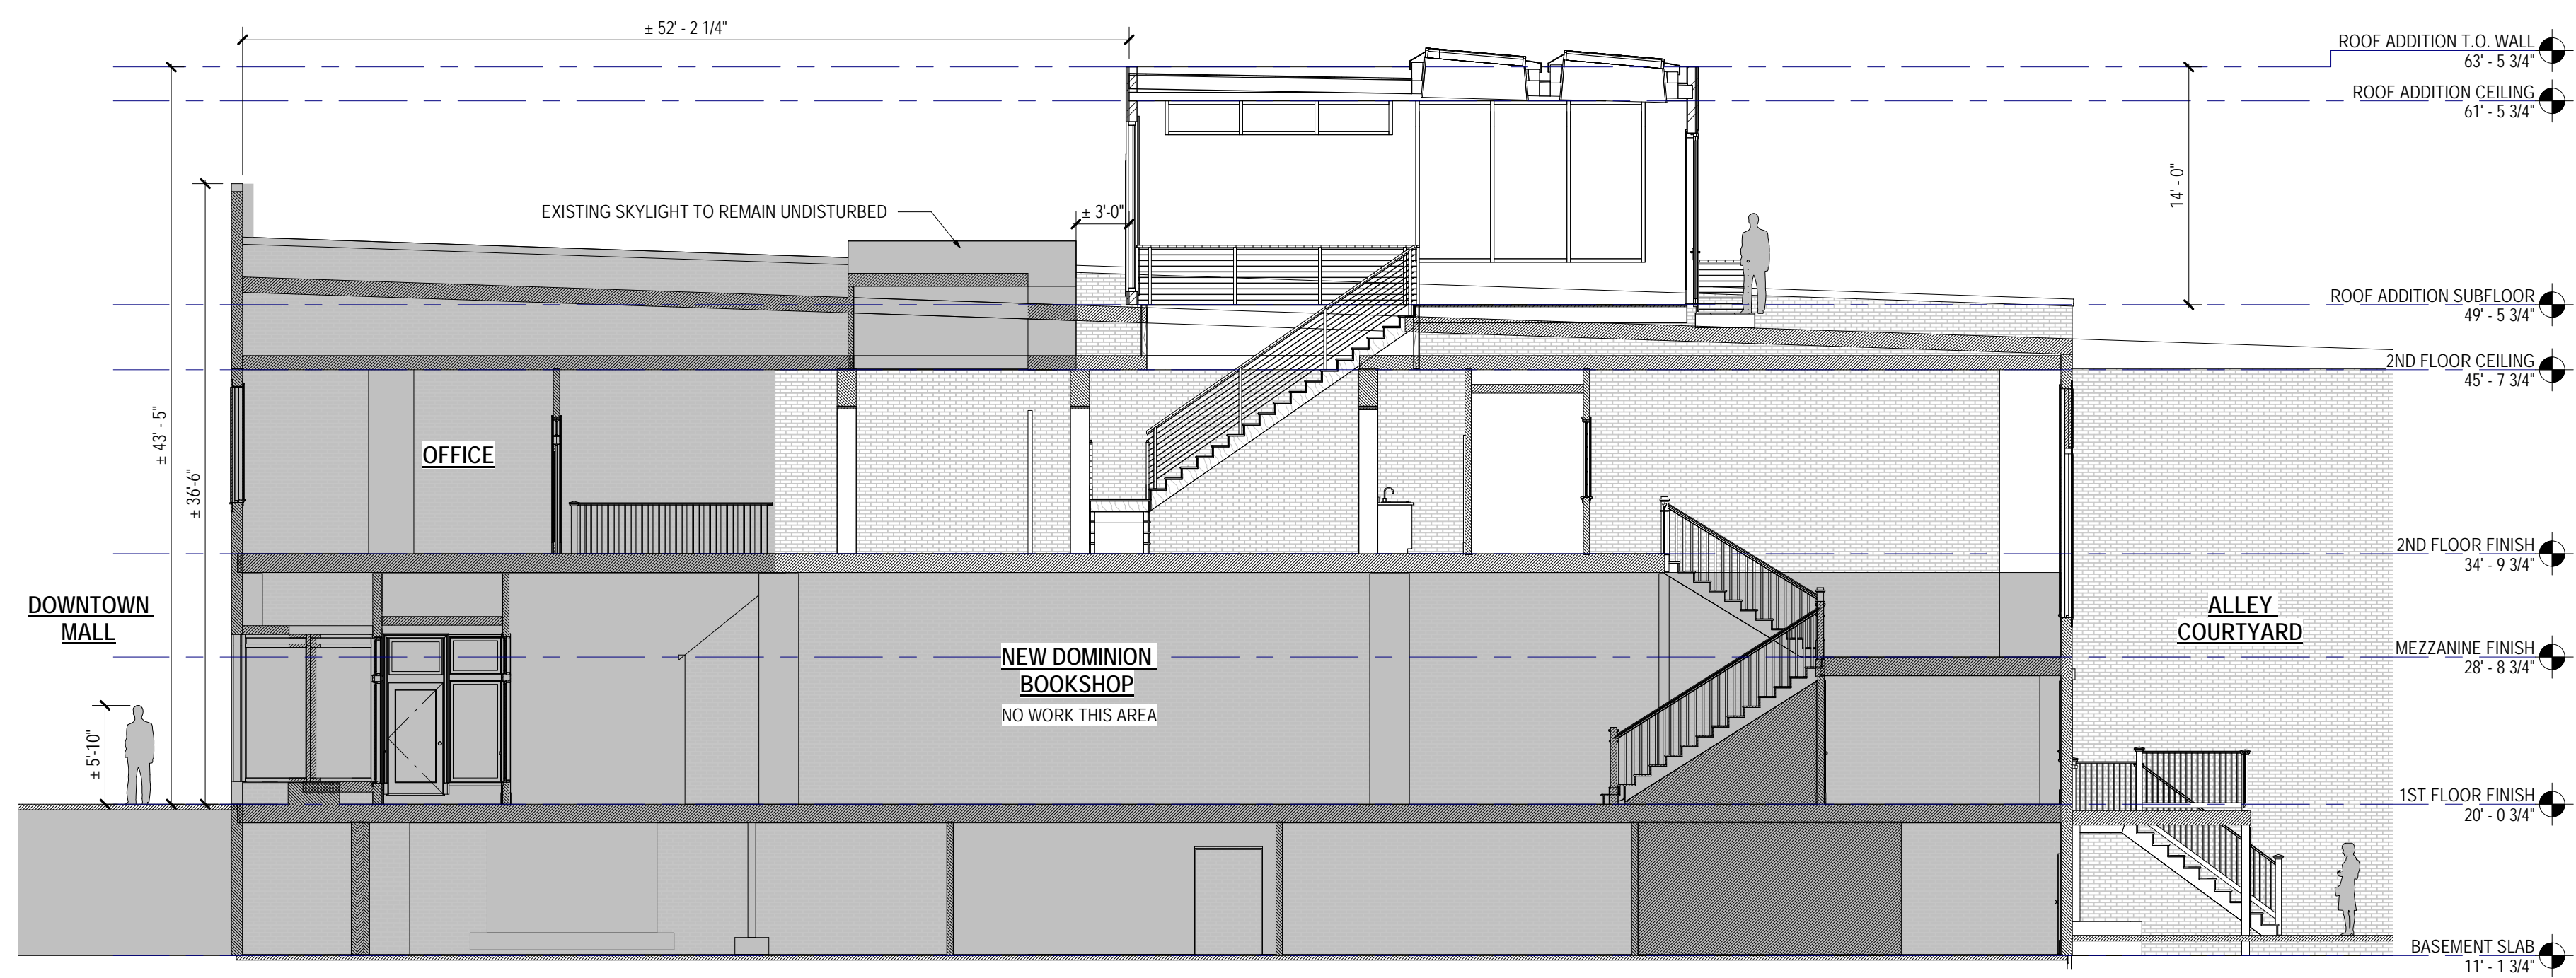 ± 52' - 2 1/4"
ROOF ADDITION T.O. WALL
63' - 5 3/4"
ROOF ADDITION CEILING
61' - 5 3/4"
14' - 0"
EXISTING SKYLIGHT TO REMAIN UNDISTURBED
± 3'-0"
ROOF ADDITION SUBFLOOR
49' - 5 3/4"
2ND FLOOR CEILING
45' - 7 3/4"
± 43' - 5"
± 36'-6"
OFFICE
2ND FLOOR FINISH
34' - 9 3/4"
DOWNTOWN
MALL
ALLEY
COURTYARD
NEW DOMINION
BOOKSHOP
NO WORK THIS AREA
MEZZANINE FINISH
28' - 8 3/4"
± 5'-10"
1ST FLOOR FINISH
20' - 0 3/4"
BASEMENT SLAB
11' - 1 3/4"